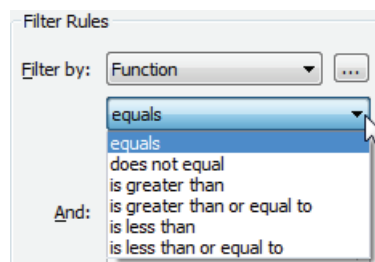 Filter Rules
Filter by: Function ...
equals
equals
does not equal
is greater than
And: is greater than or equal to
is less than
is less than or equal to